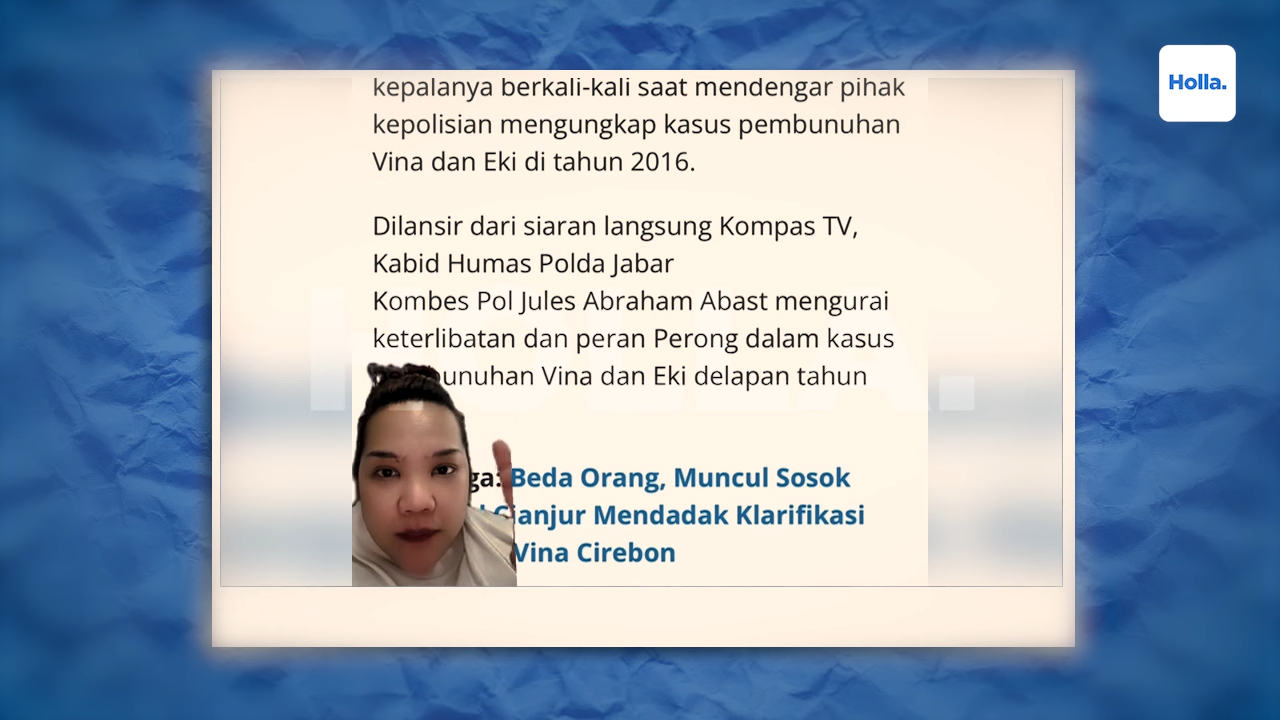 Holla.
kepalanya berkali-kali saat mendengar pihak
kepolisian mengungkap kasus pembunuhan
Vina dan Eki di tahun 2016.
Dilansir dari siaran langsung Kompas TV,
Kabid Humas Polda Jabar
Kombes Pol Jules Abraham Abast mengurai
keterlibatan dan peran Perong dalam kasus
unuhan Vina dan Eki delapan tahun
ga: Beda Orang, Muncul Sosok
Cianjur Mendadak Klarifikasi
Vina Cirebon